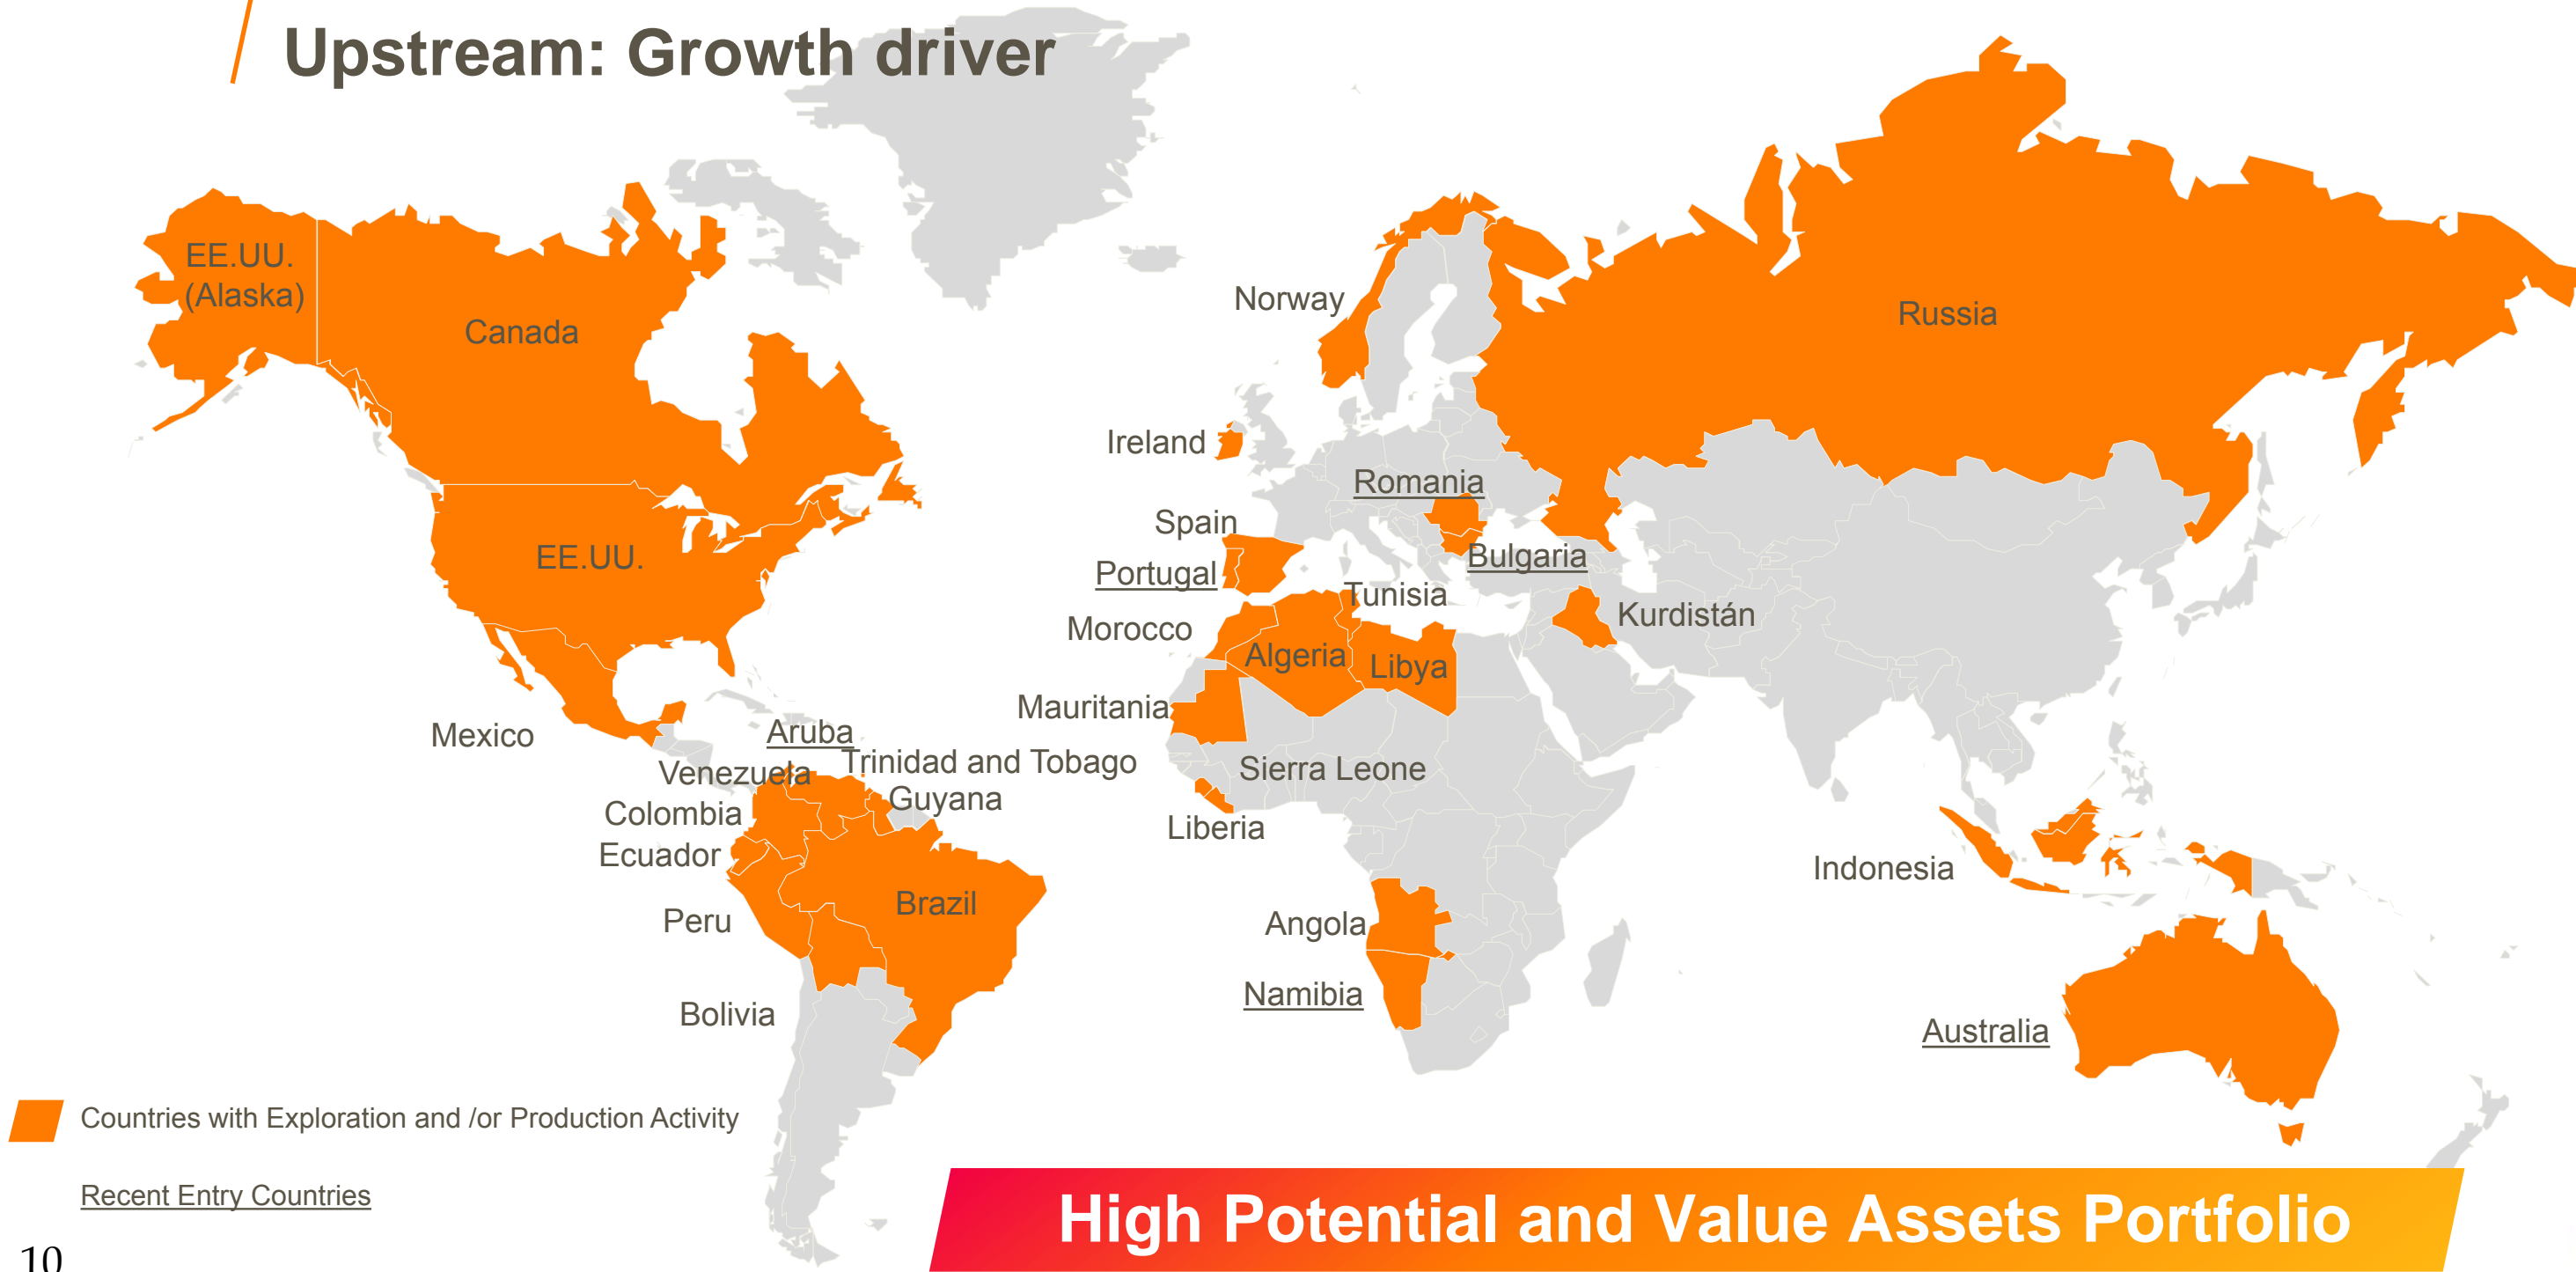 Upstream: Growth driver
EE.UU.
(Alaska)
Canada
Norway
Russia
Ireland
Romania
Spain
EE.UU.
Bulgaria
Portugal
Tunisia
Kurdistán
Morocco
Algeria
Libya
Mauritania
Mexico
Aruba
Trinidad and Tobago
Sierra Leone
Venezuela
Guyana
Colombia
Liberia
Ecuador
Indonesia
Brazil
Peru
Angola
Namibia
Bolivia
Australia
Countries with Exploration and /or Production Activity
Recent Entry Countries
High Potential and Value Assets Portfolio
10